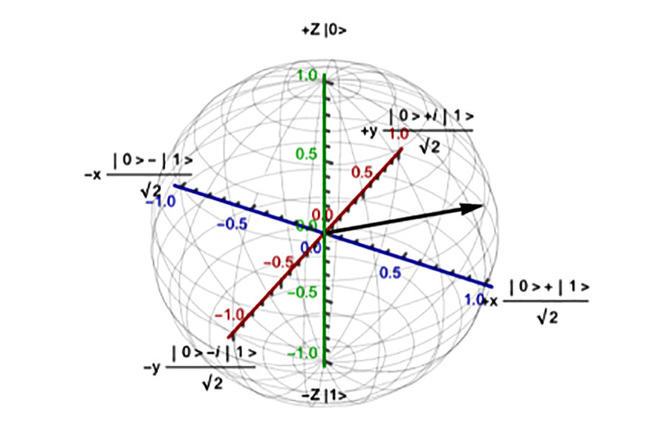 +Z |0>
1.0
| 0 > +i | 1 >
+y
1.0
√2
0.5
0.5
| 0 > − | 1 >
−x
√2
−1.0
−0.5
0.0
0.0
0.0
0.5
−0.5
−0.5
1.0
+x
| 0 > + | 1 >
√2
−1.0
−1.0
| 0 > −i | 1 >
−y
√2
−Z |1>